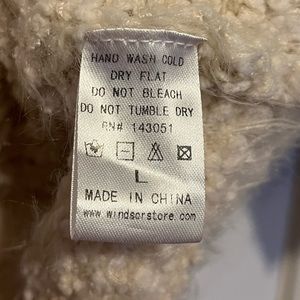 HAND WASH COLD
DRY FLAT
DO NOT BLEACH
DO NOT TUMBLE DRY
RN# 143051
L
MADE IN CHINA
www.windsorstore.com